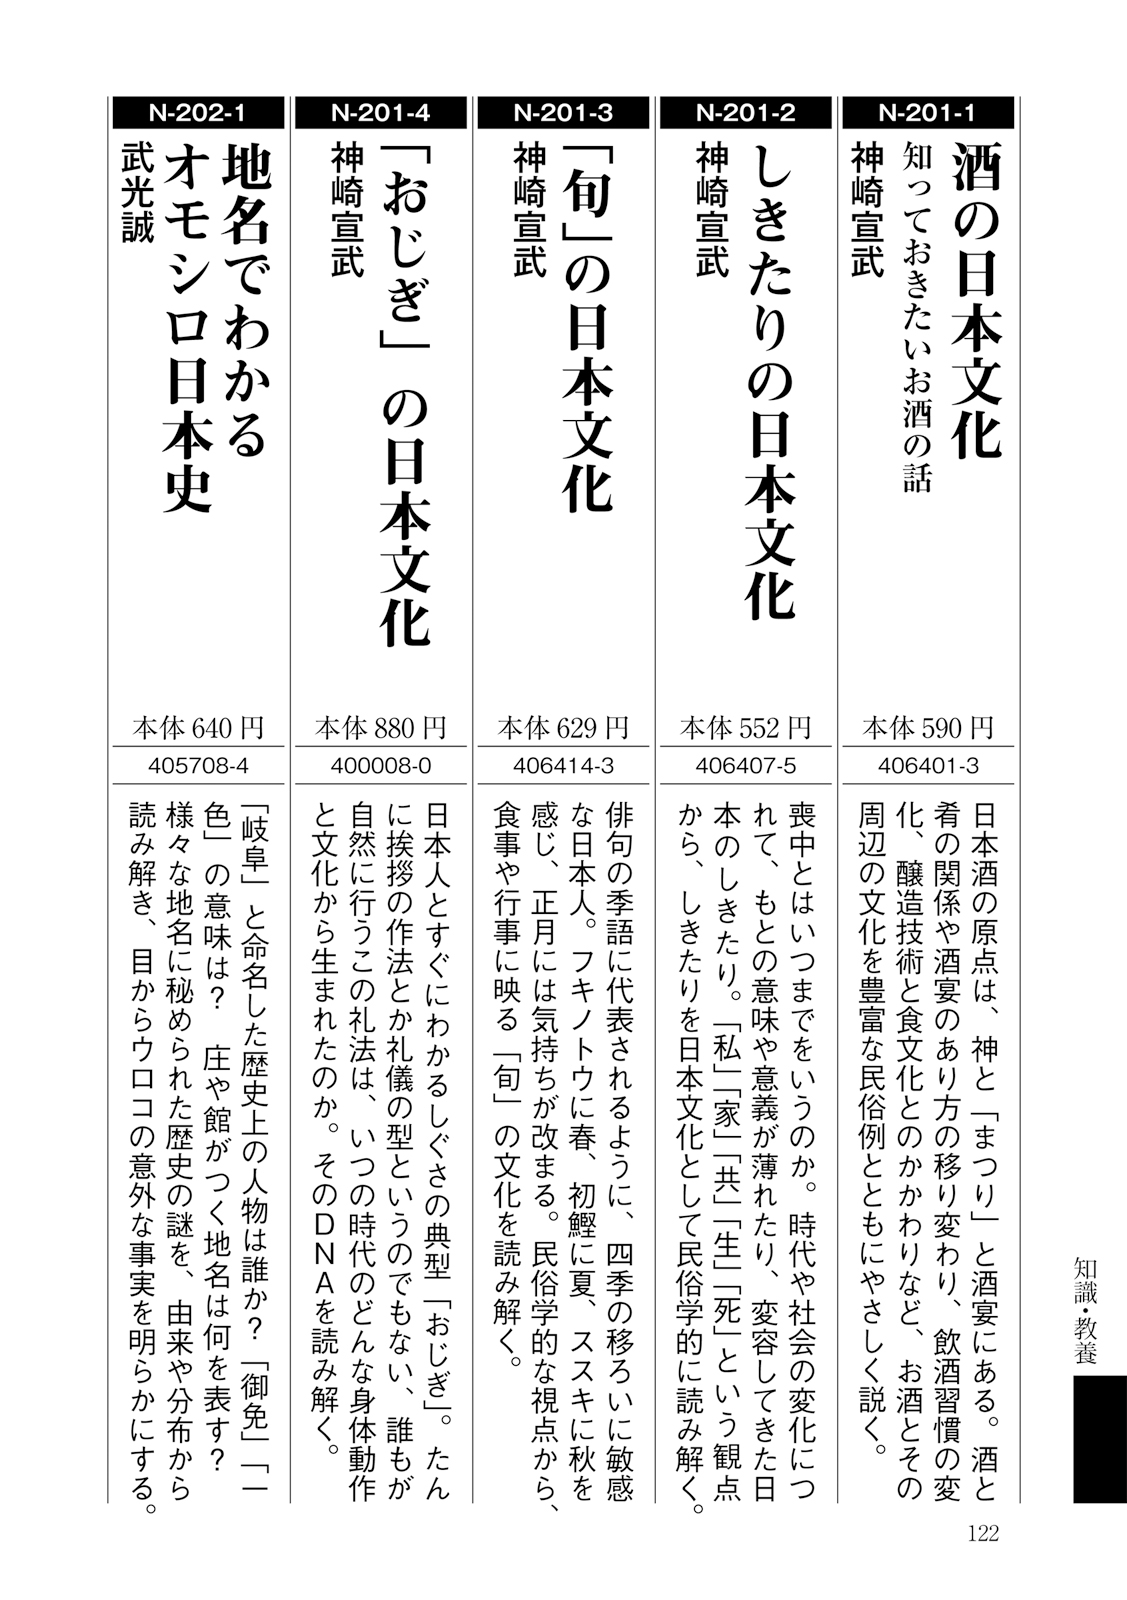 N-201-1
酒の日本文化
知っておきたいお酒の話
神崎宣武
本体 590 円
406401-3
日本酒の原点は、神と「まつり」と酒宴にある。酒と
肴の関係や酒宴のあり方の移り変わり、飲酒習慣の変
化、醸造技術と食文化とのかかわりなど、お酒とその
周辺の文化を豊富な民俗例とともにやさしく説く。
N-201-2
しきたりの日本文化
神崎宣武
本体 552 円
406407-5
喪中とはいつまでをいうのか。時代や社会の変化につ
れて、もとの意味や意義が薄れたり、変容してきた日
本のしきたり。「私」「家」「共」「生」「死」という観点
から、しきたりを日本文化として民俗学的に読み解く。
N-201-3
「旬」の日本文化
神崎宣武
本体 629 円
406414-3
俳句の季語に代表されるように、四季の移ろいに敏感
な日本人。フキノトウに春、初鰹に夏、ススキに秋を
感じ、正月には気持ちが改まる。民俗学的な視点から、
食事や行事に映る「旬」の文化を読み解く。
N-201-4
「おじぎ」の日本文化
神崎宣武
本体 880 円
400008-0
日本人とすぐにわかるしぐさの典型「おじぎ」。たん
に挨拶の作法とか礼儀の型というのでもない、誰もが
自然に行うこの礼法は、いつの時代のどんな身体動作
と文化から生まれたのか。そのDNAを読み解く。
N-202-1
地名でわかる
オモシロ日本史
武光誠
本体 640 円
405708-4
「岐阜」と命名した歴史上の人物は誰か?「御免」「一
色」の意味は? 庄や館がつく地名は何を表す?
様々な地名に秘められた歴史の謎を、由来や分布から
読み解き、目からウロコの意外な事実を明らかにする。
知識・教養
122